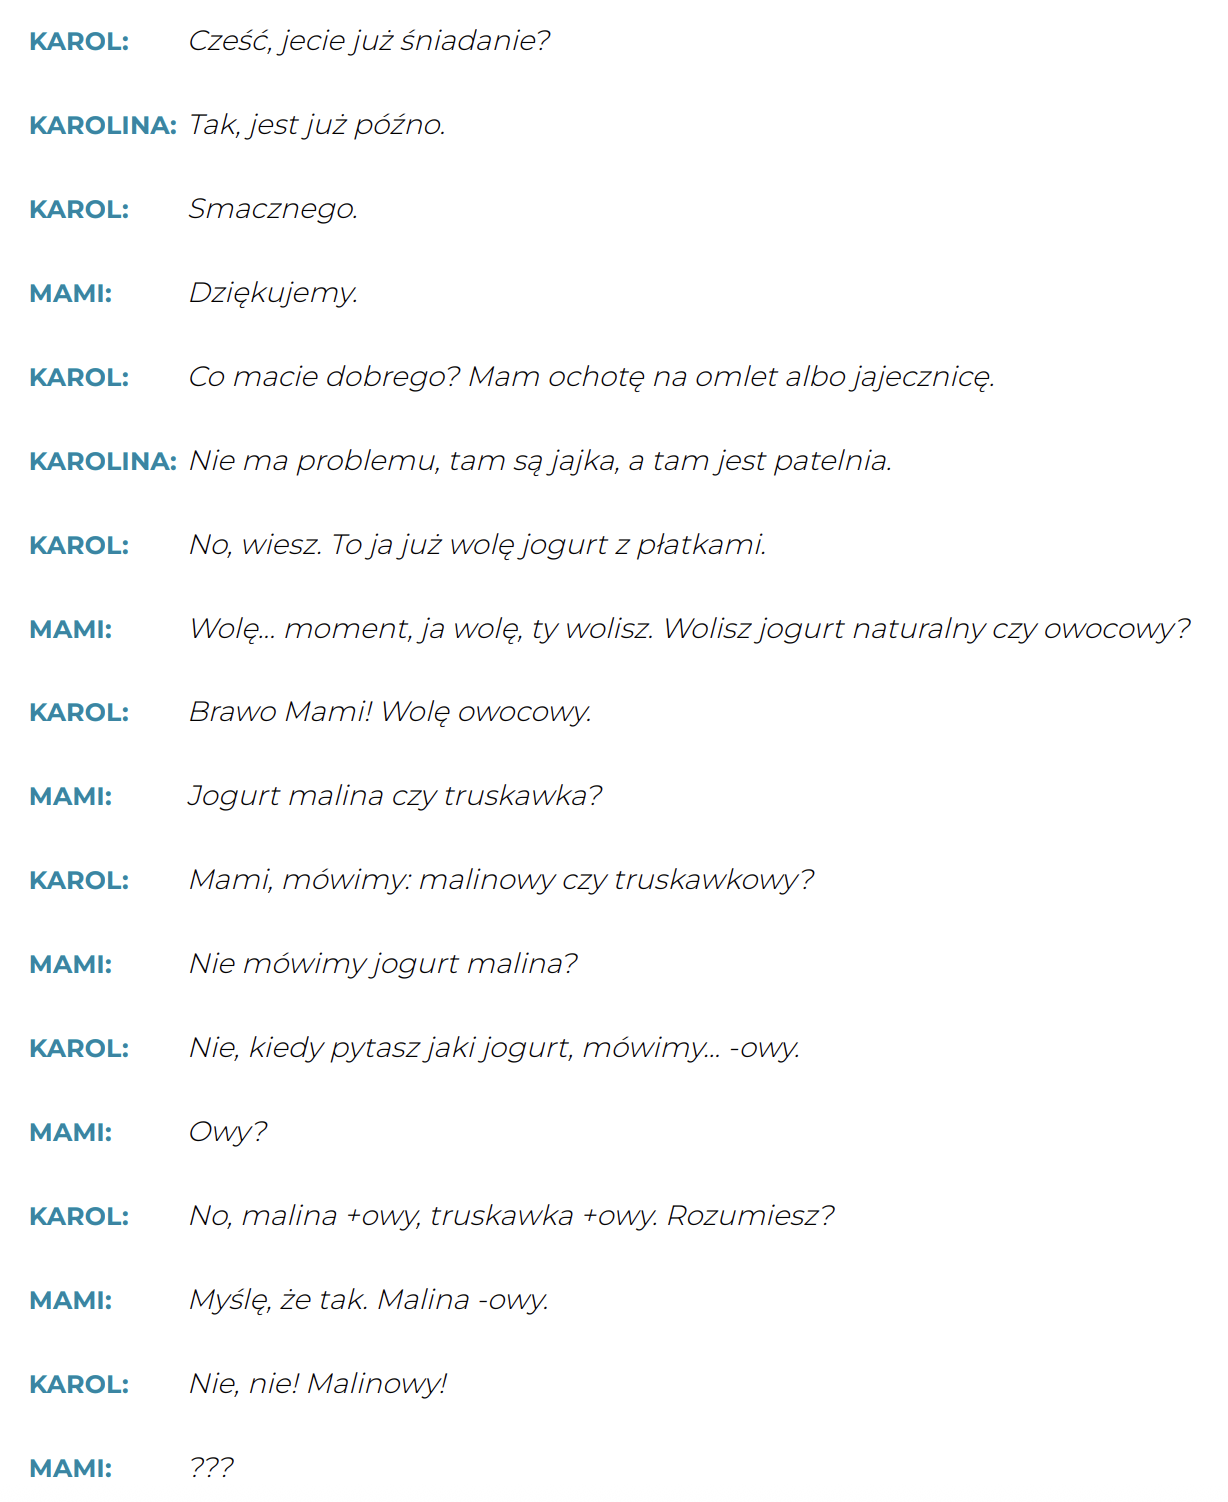 KAROL: Cześć, jecie już śniadanie?
KAROLINA: Tak, jest już późno.
KAROL: Smacznego.
MAMI: Dziękujemy.
KAROL: Co macie dobrego? Mam ochotę na omlet albo jajecznicę.
KAROLINA: Nie ma problemu, tam są jajka, a tam jest patelnia.
KAROL: No, wiesz. To ja już wolę jogurt z płatkami.
MAMI: Wolę... moment, ja wolę, ty wolisz. Wolisz jogurt naturalny czy owocowy?
KAROL: Brawo Mami! Wolę owocowy.
MAMI: Jogurt malina czy truskawka?
KAROL: Mami, mówimy: malinowy czy truskawkowy?
MAMI: Nie mówimy jogurt malina?
KAROL: Nie, kiedy pytasz jaki jogurt, mówimy... -owy.
MAMI: Owy?
KAROL: No, malina +owy, truskawka +owy. Rozumiesz?
MAMI: Myślę, że tak. Malina -owy.
KAROL: Nie, nie! Malinowy!
MAMI: ???